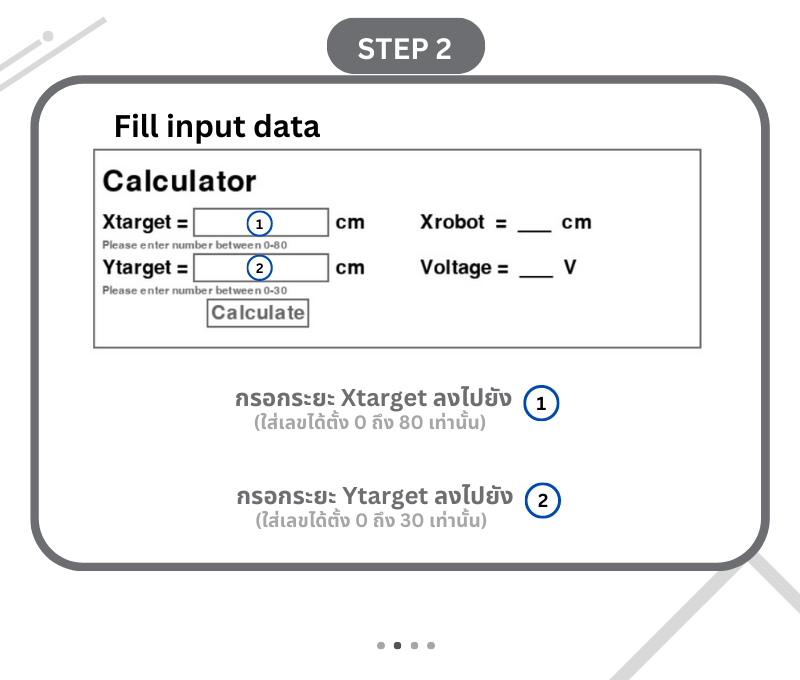 STEP 2
Fill input data
Calculator
Xtarget = 1 cm
Xrobot = ___ cm
Please enter number between 0-80
Ytarget = 2 cm
Voltage = ___ V
Please enter number between 0-30
Calculate
กรอกระยะ Xtarget ลงไปยัง 1
(ใส่เลขได้ตั้ง 0 ถึง 80 เท่านั้น)
กรอกระยะ Ytarget ลงไปยัง 2
(ใส่เลขได้ตั้ง 0 ถึง 30 เท่านั้น)